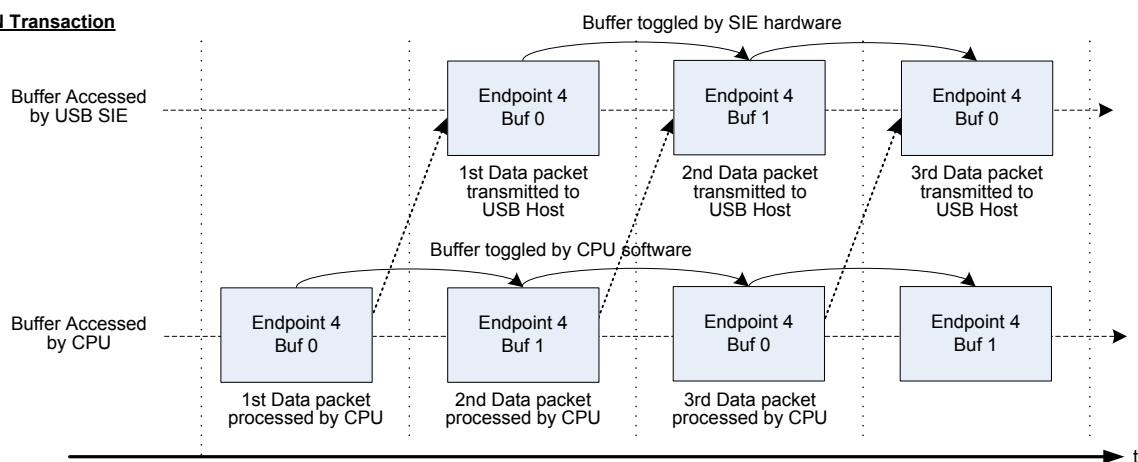 N Transaction
Buffer toggled by SIE hardware
Buffer Accessed
by USB SIE
Endpoint 4
Buf 0
Endpoint 4
Buf 1
Endpoint 4
Buf 0
1st Data packet
transmitted to
USB Host
2nd Data packet
transmitted to
USB Host
3rd Data packet
transmitted to
USB Host
Buffer toggled by CPU software
Buffer Accessed
by CPU
Endpoint 4
Buf 0
Endpoint 4
Buf 1
Endpoint 4
Buf 0
Endpoint 4
Buf 1
1st Data packet
processed by CPU
2nd Data packet
processed by CPU
3rd Data packet
processed by CPU
t